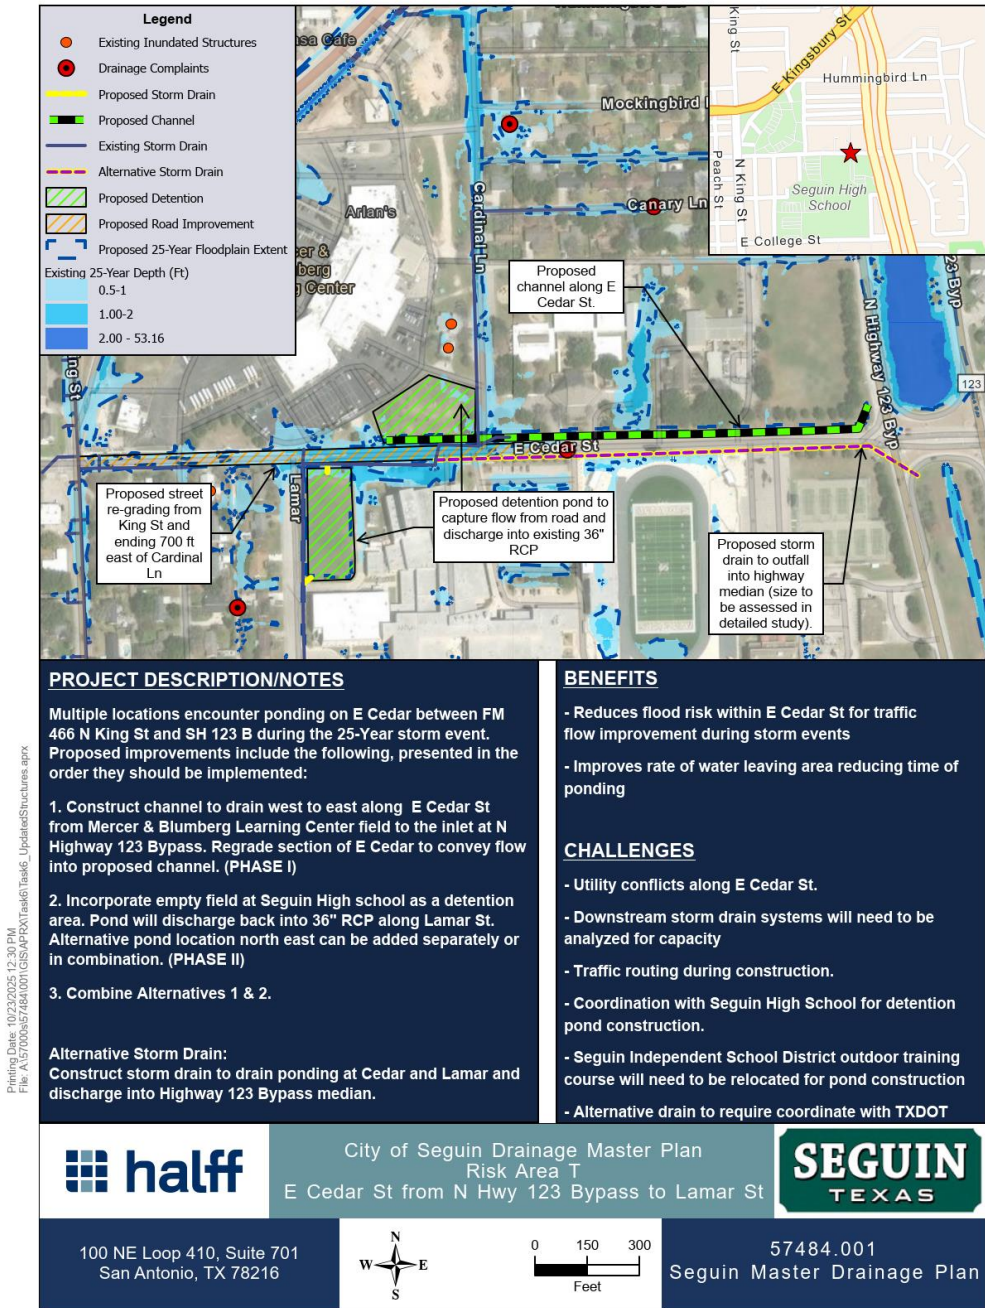 Legend
Existing Inundated Structures
Drainage Complaints
Proposed Storm Drain
Proposed Channel
Existing Storm Drain
Alternative Storm Drain
Proposed Detention
Proposed Road Improvement
Proposed 25-Year Floodplain Extent
Existing 25-Year Depth (Ft)
0.5-1
1.00-2
2.00 - 53.16
Cafe
Arlan's
Center
Mockingbird
Canary Ln
Cardinal Ln
E Cedar St
Lamar
N Highway 123 Byp
123
King St
E Kingsbury St
Hummingbird Ln
Peach St
N King St
Seguin High
School
E College St
Proposed
channel along E
Cedar St.
Proposed street
re-grading from
King St and
ending 700 ft
east of Cardinal
Ln
Proposed detention pond to
capture flow from road and
discharge into existing 36"
RCP
Proposed storm
drain to outfall
into highway
median (size to
be assessed in
detailed study).
PROJECT DESCRIPTION/NOTES
Multiple locations encounter ponding on E Cedar between FM
466 N King St and SH 123 B during the 25-Year storm event.
Proposed improvements include the following, presented in the
order they should be implemented:
1. Construct channel to drain west to east along E Cedar St
from Mercer & Blumberg Learning Center field to the inlet at N
Highway 123 Bypass. Regrade section of E Cedar to convey flow
into proposed channel. (PHASE I)
2. Incorporate empty field at Seguin High school as a detention
area. Pond will discharge back into 36" RCP along Lamar St.
Alternative pond location north east can be added separately or
in combination. (PHASE II)
3. Combine Alternatives 1 & 2.
Alternative Storm Drain:
Construct storm drain to drain ponding at Cedar and Lamar and
discharge into Highway 123 Bypass median.
BENEFITS
- Reduces flood risk within E Cedar St for traffic
flow improvement during storm events
- Improves rate of water leaving area reducing time of
ponding
CHALLENGES
- Utility conflicts along E Cedar St.
- Downstream storm drain systems will need to be
analyzed for capacity
- Traffic routing during construction.
- Coordination with Seguin High School for detention
pond construction.
- Seguin Independent School District outdoor training
course will need to be relocated for pond construction
- Alternative drain to require coordinate with TXDOT
Printing Date: 10/23/2025 12:30 PM
File: A:\57000s\57484\001\GIS\APRX\Task6\Task6_UpdatedStructures.aprx
halff
City of Seguin Drainage Master Plan
Risk Area T
E Cedar St from N Hwy 123 Bypass to Lamar St
SEGUIN
TEXAS
100 NE Loop 410, Suite 701
San Antonio, TX 78216
N
W
E
S
0 150 300
Feet
57484.001
Seguin Master Drainage Plan